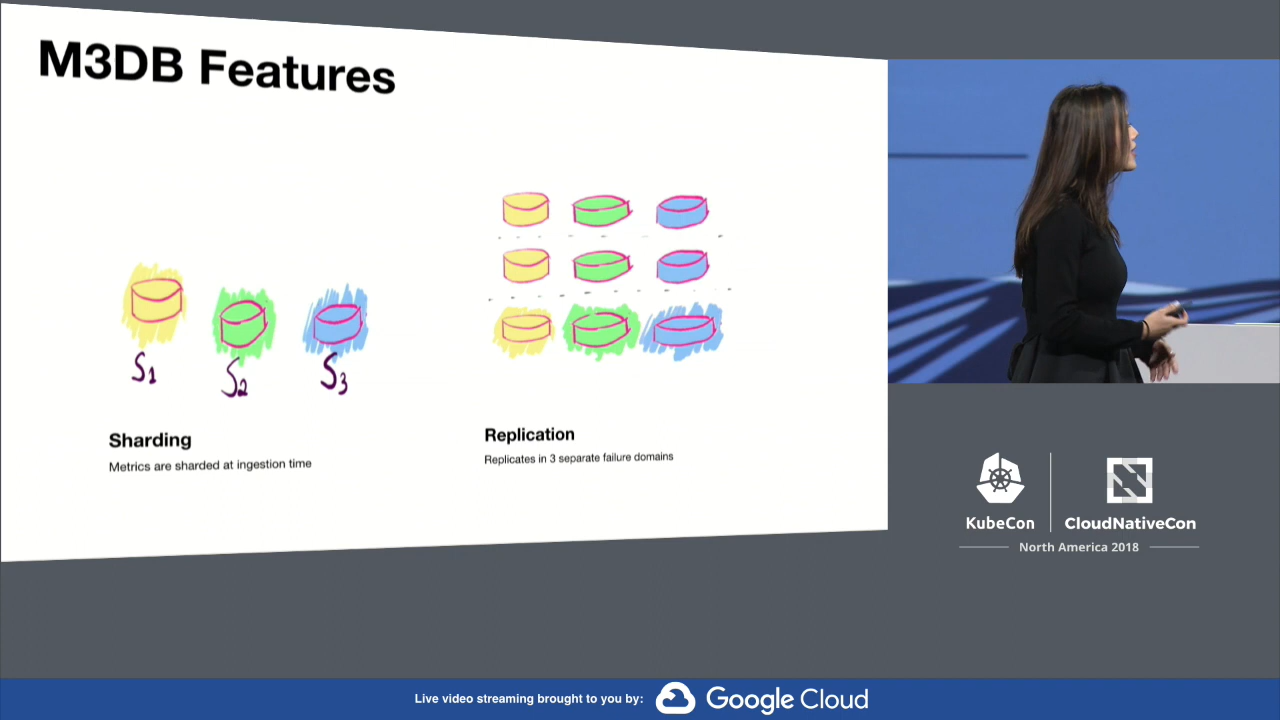 M3DB Features
S1
S2
S3
Sharding
Metrics are sharded at ingestion time
Replication
Replicates in 3 separate failure domains
KubeCon
CloudNativeCon
North America 2018
Live video streaming brought to you by:
Google Cloud